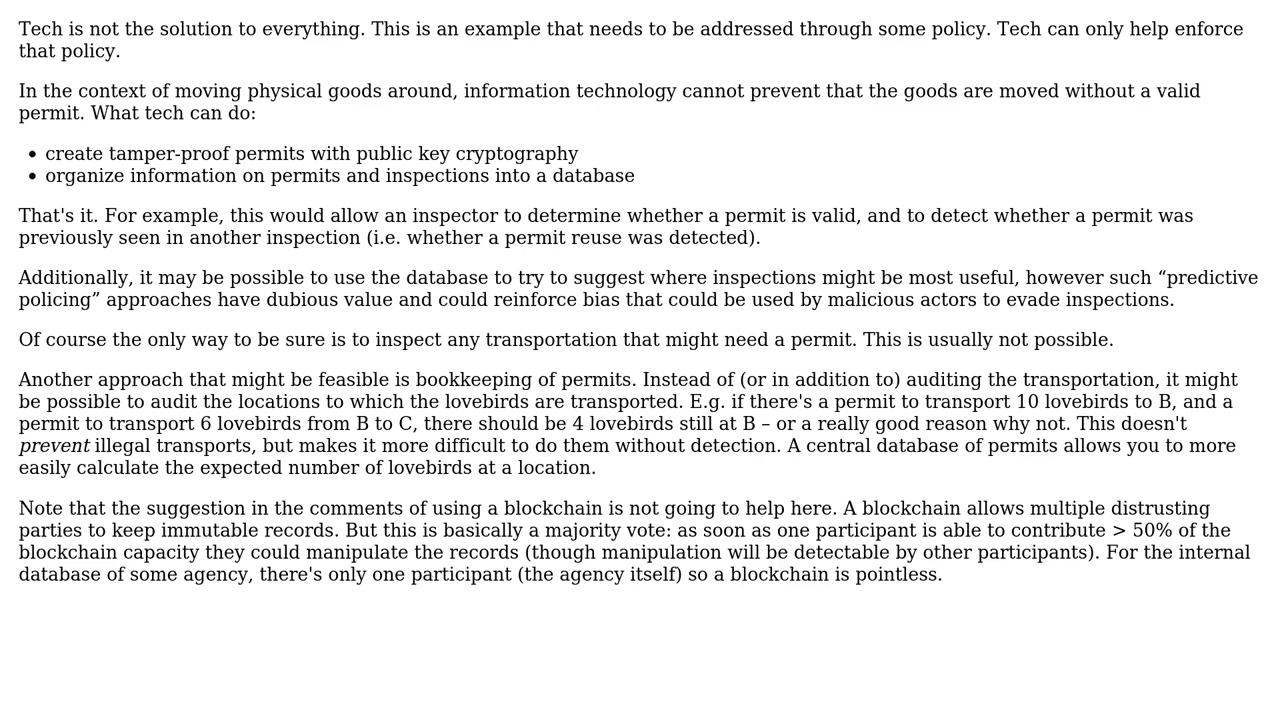 Tech is not the solution to everything. This is an example that needs to be addressed through some policy. Tech can only help enforce
that policy.
In the context of moving physical goods around, information technology cannot prevent that the goods are moved without a valid
permit. What tech can do:
• create tamper-proof permits with public key cryptography
• organize information on permits and inspections into a database
That's it. For example, this would allow an inspector to determine whether a permit is valid, and to detect whether a permit was
previously seen in another inspection (i.e. whether a permit reuse was detected).
Additionally, it may be possible to use the database to try to suggest where inspections might be most useful, however such “predictive
policing” approaches have dubious value and could reinforce bias that could be used by malicious actors to evade inspections.
Of course the only way to be sure is to inspect any transportation that might need a permit. This is usually not possible.
Another approach that might be feasible is bookkeeping of permits. Instead of (or in addition to) auditing the transportation, it might
be possible to audit the locations to which the lovebirds are transported. E.g. if there's a permit to transport 10 lovebirds to B, and a
permit to transport 6 lovebirds from B to C, there should be 4 lovebirds still at B – or a really good reason why not. This doesn't
prevent illegal transports, but makes it more difficult to do them without detection. A central database of permits allows you to more
easily calculate the expected number of lovebirds at a location.
Note that the suggestion in the comments of using a blockchain is not going to help here. A blockchain allows multiple distrusting
parties to keep immutable records. But this is basically a majority vote: as soon as one participant is able to contribute > 50% of the
blockchain capacity they could manipulate the records (though manipulation will be detectable by other participants). For the internal
database of some agency, there's only one participant (the agency itself) so a blockchain is pointless.